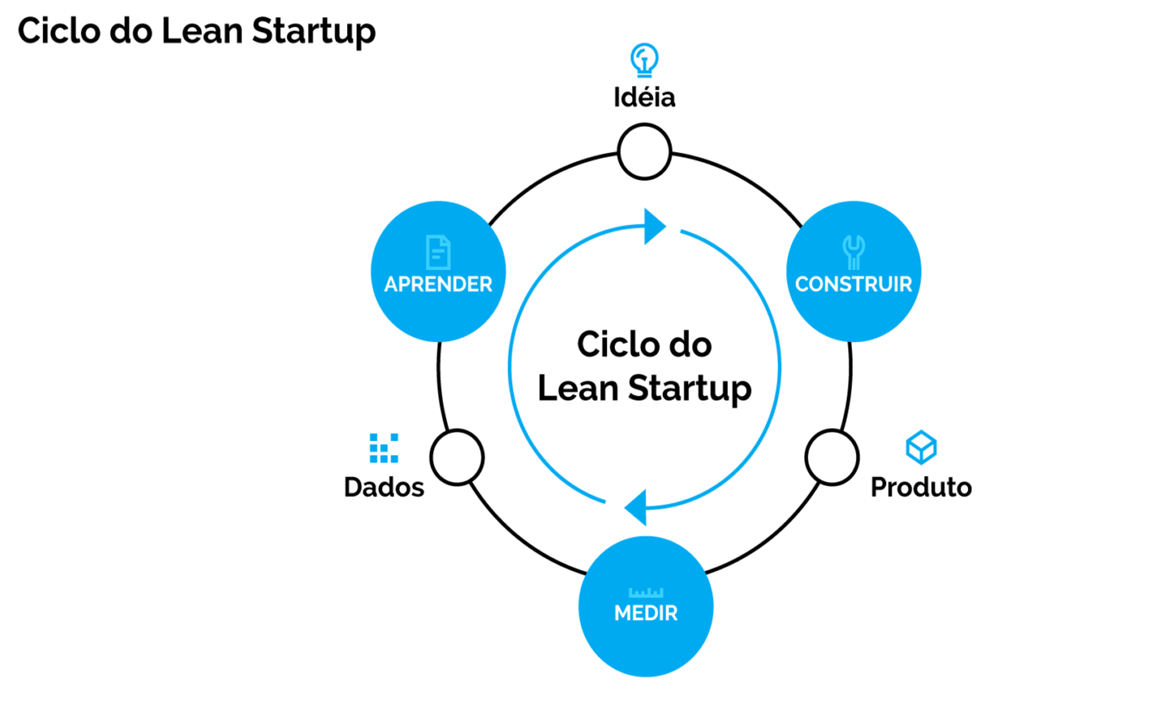 Ciclo do Lean Startup
Idéia
APRENDER
CONSTRUIR
Ciclo do
Lean Startup
Dados
Produto
MEDIR